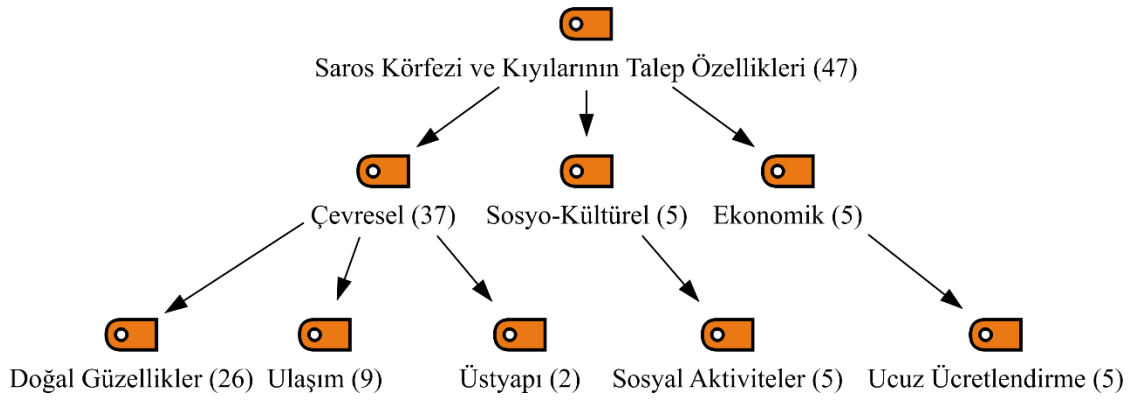 Saros Körfezi ve Kıyılarının Talep Özellikleri (47)
Çevresel (37)
Sosyo-Kültürel (5)
Ekonomik (5)
Doğal Güzellikler (26)
Ulaşım (9)
Üstyapı (2)
Sosyal Aktiviteler (5)
Ucuz Ücretlendirme (5)